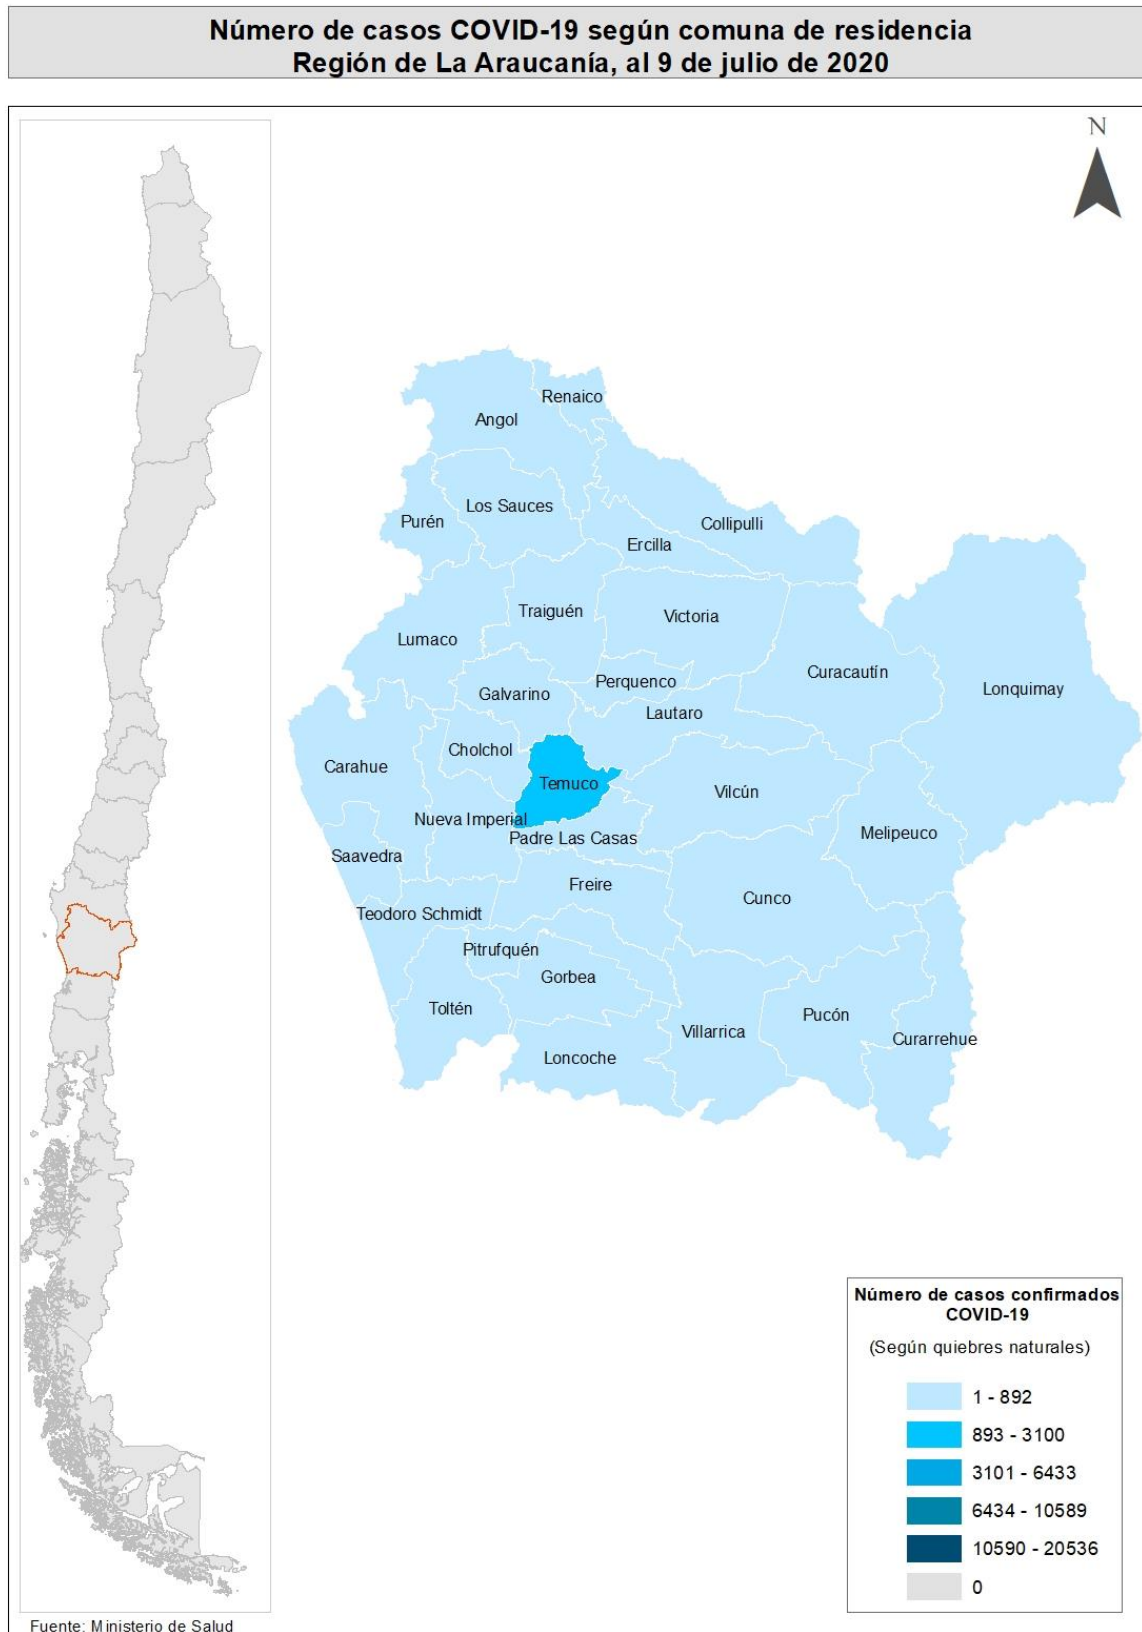 Número de casos COVID-19 según comuna de residencia
Región de La Araucanía, al 9 de julio de 2020
N
Renaico
Angol
Los Sauces
Purén
Collipulli
Ercilla
Traiguén
Victoria
Lumaco
Curacautín
Perquenco
Lonquimay
Galvarino
Lautaro
Cholchol
Carahue
Temuco
Vilcún
Nueva Imperial
Melipeuco
Padre Las Casas
Saavedra
Freire
Cunco
Teodoro Schmidt
Pitrufquén
Gorbea
Toltén
Pucón
Villarrica
Curarrehue
Loncoche
Número de casos confirmados
COVID-19
(Según quiebres naturales)
1 - 892
893 - 3100
3101 - 6433
6434 - 10589
10590 - 20536
0
Fuente: Ministerio de Salud